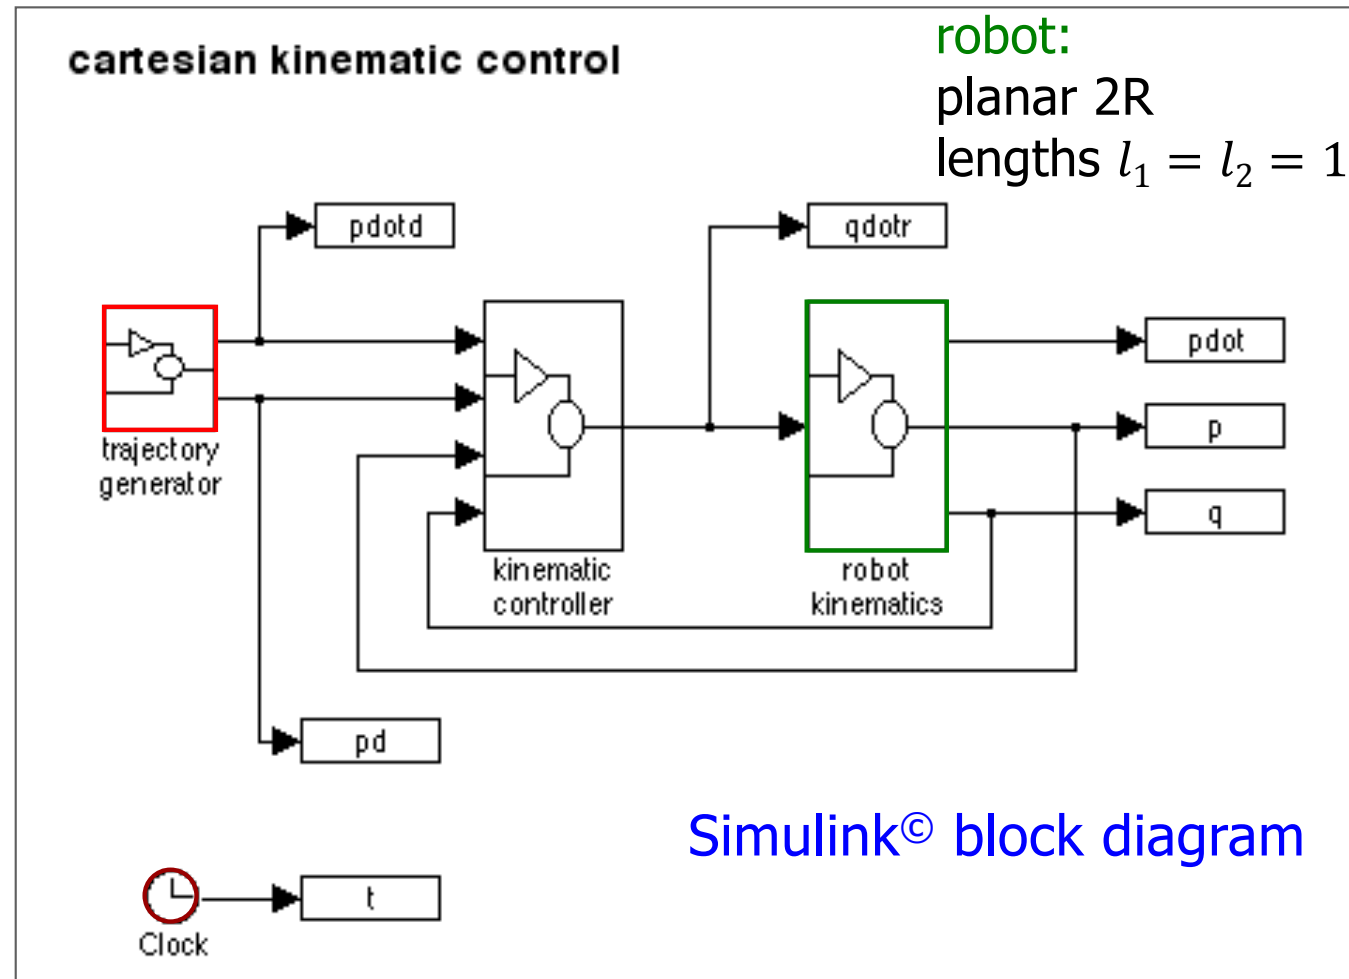 cartesian kinematic control
robot:
planar 2R
lengths l₁ = l₂ = 1
pdotd
qdotr
trajectory
generator
kinematic
controller
robot
kinematics
pdot
p
q
pd
Simulink© block diagram
t
Clock